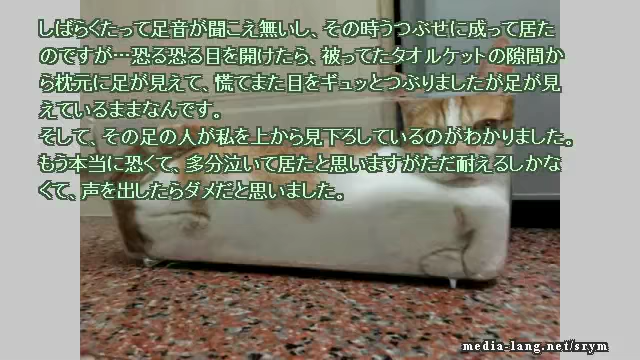 しばらくたって足音が聞こえ無いし、その時うつぶせに成って居た
のですが…恐る恐る目を開けたら、被ってたタオルケットの隙間か
ら枕元に足が見えて、慌てまた目をギュッとつぶりましたが足が見
えているままなんです。
そして、その足の人が私を上から見下ろしているのがわかりました。
もう本当に恐くて、多分泣いて居たと思いますがただ耐えるしかな
くて、声を出したらダメだと思いました。
media-lang.net/srym